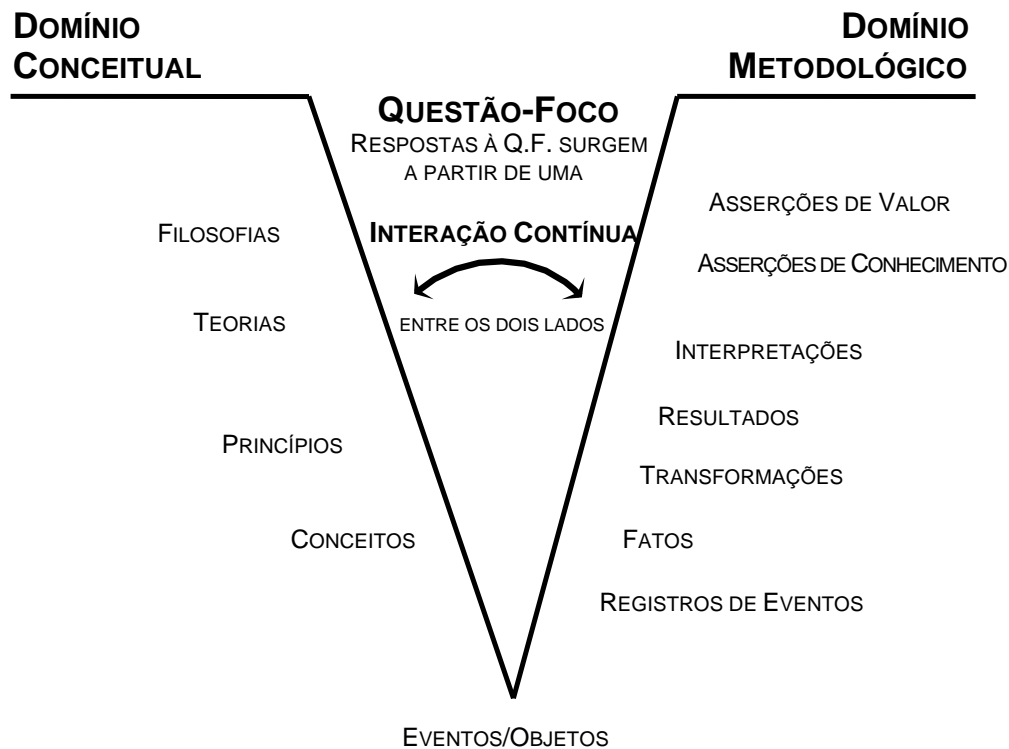 DOMÍNIO
CONCEITUAL
DOMÍNIO
METODOLÓGICO
QUESTÃO-FOCO
RESPOSTAS À Q.F. SURGEM
A PARTIR DE UMA
INTERAÇÃO CONTÍNUA
ENTRE OS DOIS LADOS
FILOSOFIAS
TEORIAS
PRINCÍPIOS
CONCEITOS
ASSERÇÕES DE VALOR
ASSERÇÕES DE CONHECIMENTO
INTERPRETAÇÕES
RESULTADOS
TRANSFORMAÇÕES
FATOS
REGISTROS DE EVENTOS
EVENTOS/OBJETOS